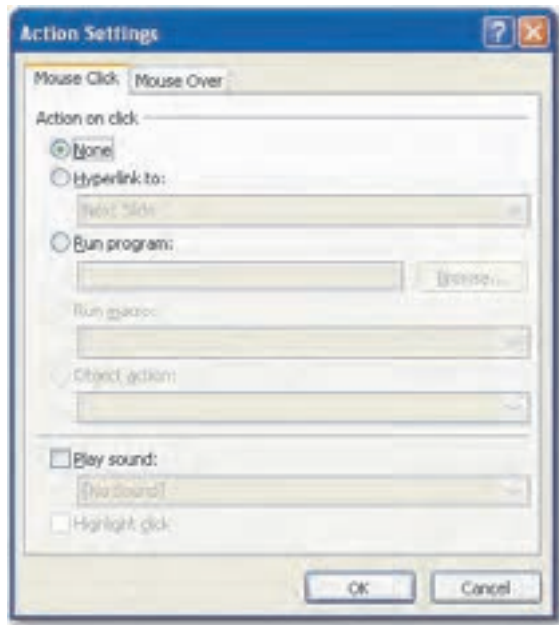 Action Settings
Mouse Click Mouse Over
Action on click
None
Hyperlink to:
Next Slide
Run program:
Browse...
Run macro:
Object action:
Play sound:
[No Sound]
Highlight click
OK Cancel